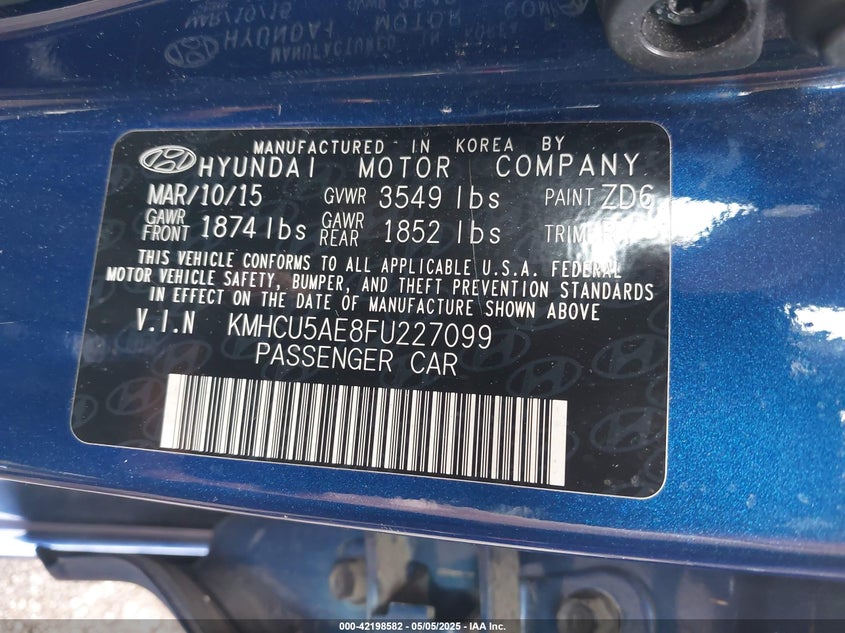 MANUFACTURED IN KOREA BY
HYUNDAI MOTOR COMPANY
MAR/10/15 GVWR 3549 lbs PAINT ZD6
GAWR FRONT 1874 lbs GAWR REAR 1852 lbs TRIM
THIS VEHICLE CONFORMS TO ALL APPLICABLE U.S.A. FEDERAL
MOTOR VEHICLE SAFETY, BUMPER, AND THEFT PREVENTION STANDARDS
IN EFFECT ON THE DATE OF MANUFACTURE SHOWN ABOVE
V.I.N KMHCU5AE8FU227099
PASSENGER CAR
000-42198582 - 05/05/2025 - IAA Inc.